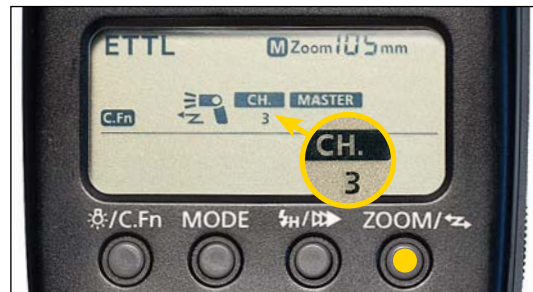 ETTL M Zoom 105 mm
C.Fn CH. MASTER
3
CH.
3
/C.Fn MODE H/ ZOOM/